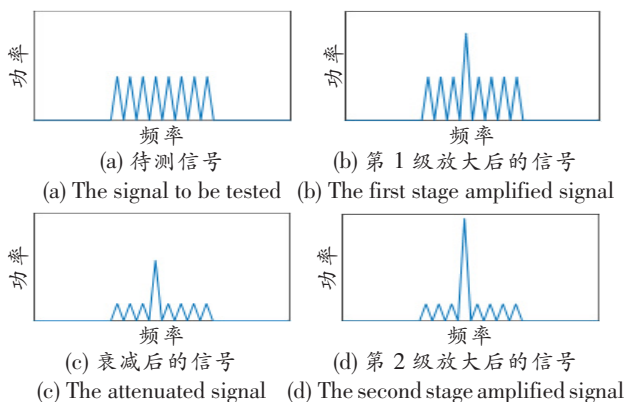 功率
频率
(a) 待测信号
(a) The signal to be tested
功率
频率
(b) 第 1 级放大后的信号
(b) The first stage amplified signal
功率
频率
(c) 衰减后的信号
(c) The attenuated signal
功率
频率
(d) 第 2 级放大后的信号
(d) The second stage amplified signal